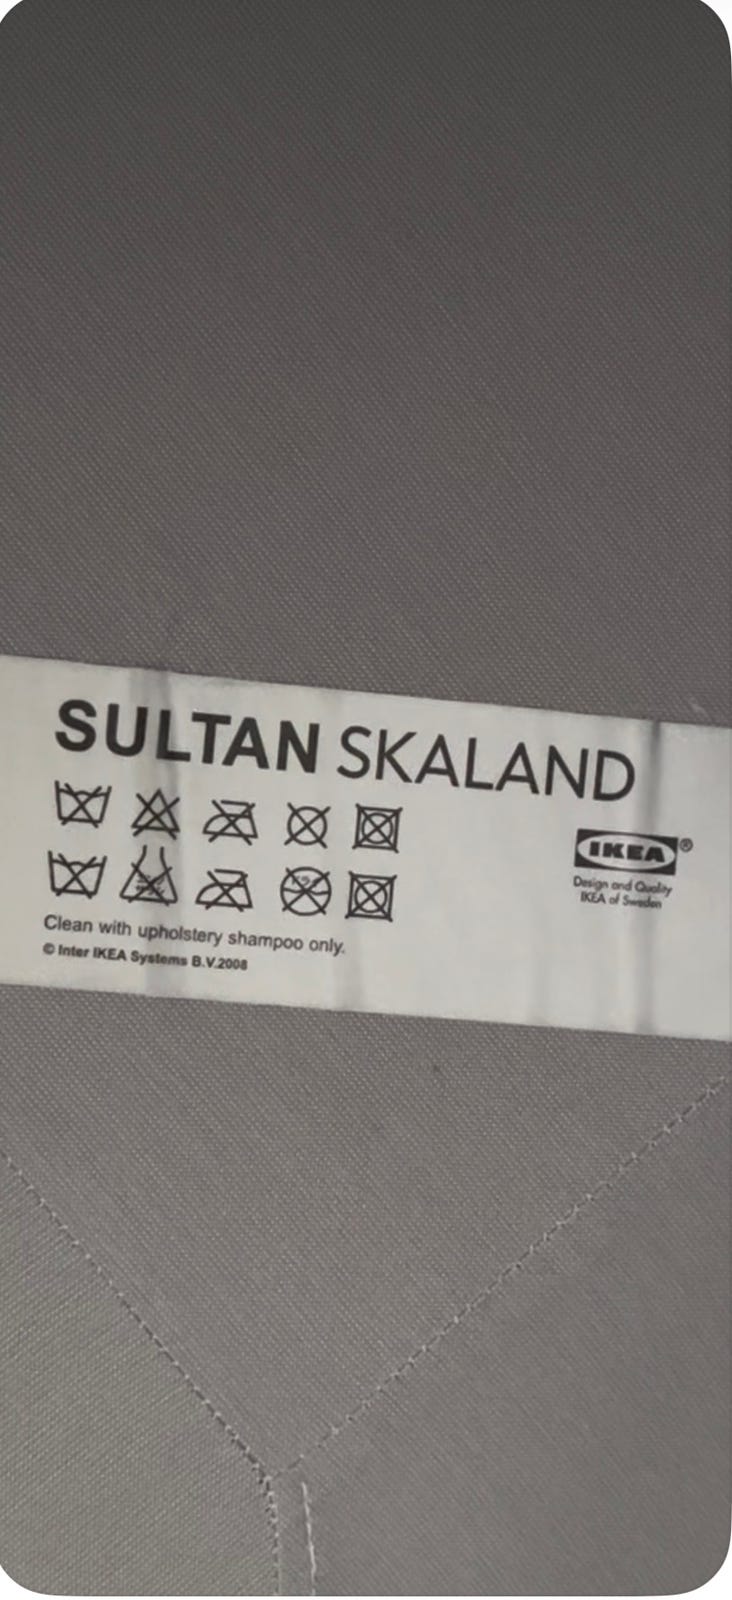 SULTAN SKALAND
IKEA®
Design and Quality
IKEA of Sweden
Clean with upholstery shampoo only.
© Inter IKEA Systems B.V.2008